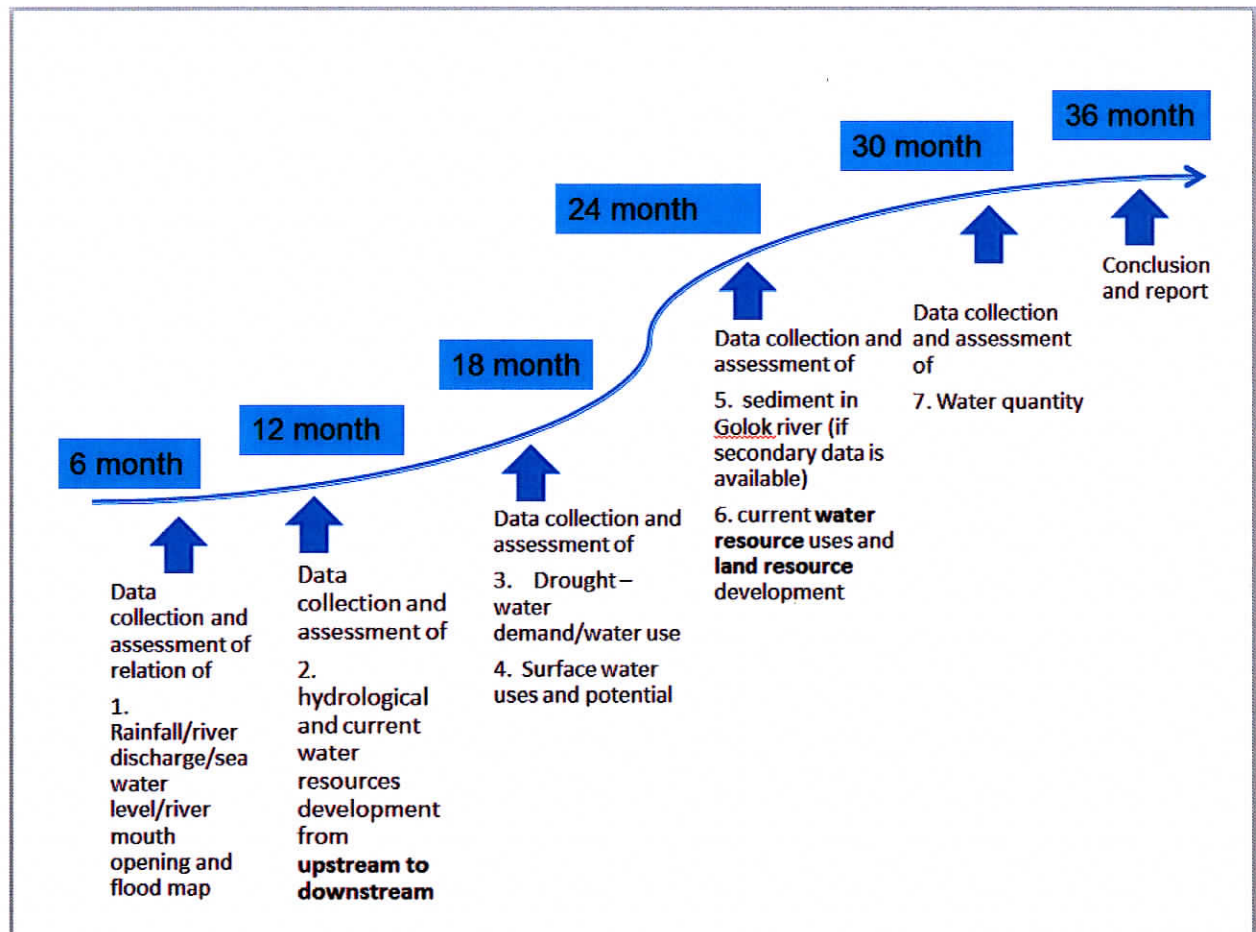 6 month
Data
collection and
assessment of
relation of
1.
Rainfall/river
discharge/sea
water
level/river
mouth
opening and
flood map
12 month
Data
collection and
assessment of
2.
hydrological
and current
water
resources
development
from
upstream to
downstream
18 month
Data collection and
assessment of
3. Drought –
water
demand/water use
4. Surface water
uses and potential
24 month
Data collection and
assessment of
5. sediment in
Golok river (if
secondary data is
available)
6. current water
resource uses and
land resource
development
30 month
Data collection
and assessment
of
7. Water quantity
36 month
Conclusion
and report